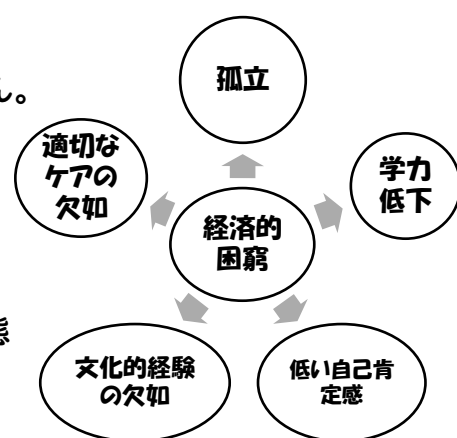 孤立
ん。
適切な
ケアの
欠如
学力
低下
経済的
困窮
文化的経験
の欠如
低い自己肯
定感